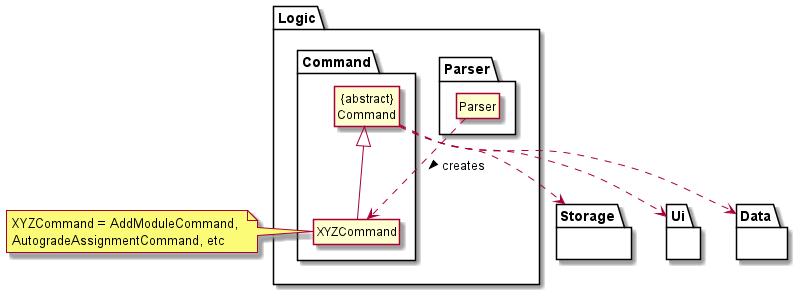 Logic
Command
Parser
{abstract}
Command
Parser
creates
Storage
Ui
Data
XYZCommand = AddModuleCommand,
AutogradeAssignmentCommand, etc
XYZCommand